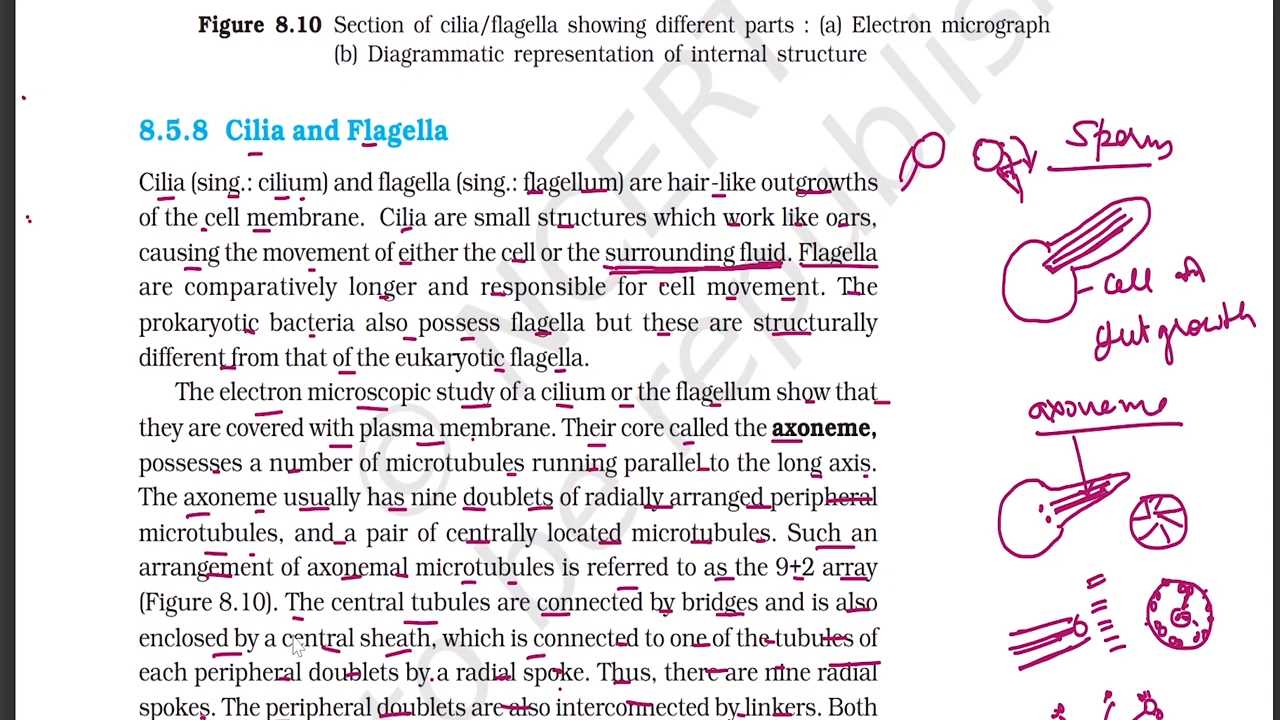 Figure 8.10 Section of cilia/flagella showing different parts : (a) Electron micrograph
(b) Diagrammatic representation of internal structure
8.5.8 Cilia and Flagella
Cilia (sing.: cilium) and flagella (sing.: flagellum) are hair-like outgrowths
of the cell membrane. Cilia are small structures which work like oars,
causing the movement of either the cell or the surrounding fluid. Flagella
are comparatively longer and responsible for cell movement. The
prokaryotic bacteria also possess flagella but these are structurally
different from that of the eukaryotic flagella.
The electron microscopic study of a cilium or the flagellum show that
they are covered with plasma membrane. Their core called the axoneme,
possesses a number of microtubules running parallel to the long axis.
The axoneme usually has nine doublets of radially arranged peripheral
microtubules, and a pair of centrally located microtubules. Such an
arrangement of axonemal microtubules is referred to as the 9+2 array
(Figure 8.10). The central tubules are connected by bridges and is also
enclosed by a central sheath, which is connected to one of the tubules of
each peripheral doublets by a radial spoke. Thus, there are nine radial
spokes. The peripheral doublets are also interconnected by linkers. Both
Sperms
cell
outgrowth
axoneme
© NCERT
to be republish